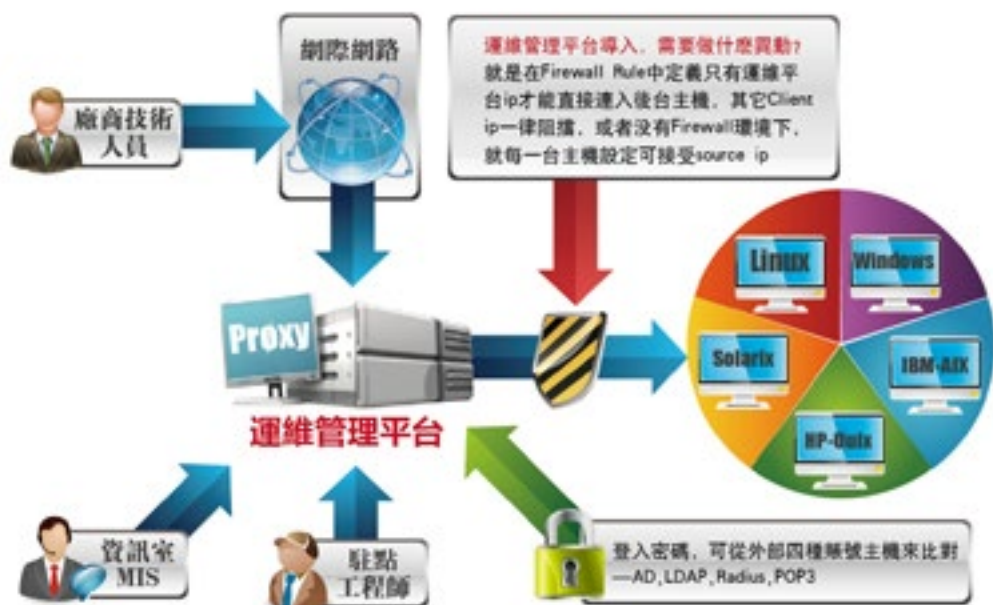 網際網路
廠商技術
人員
運維管理平台導入，需要做什麼異動?
就是在Firewall Rule中定義只有運維平
台ip才能直接連入後台主機，其它Client
ip一律阻擋，或者沒有Firewall環境下，
就每一台主機設定可接受source ip
Linux
Windows
Solarix
IBM-AIX
HP-Ouix
Proxy
運維管理平台
資訊室
MIS
駐點
工程師
登入密碼，可從外部四種賬號主機來比對
—AD,LDAP,Radius,POP3